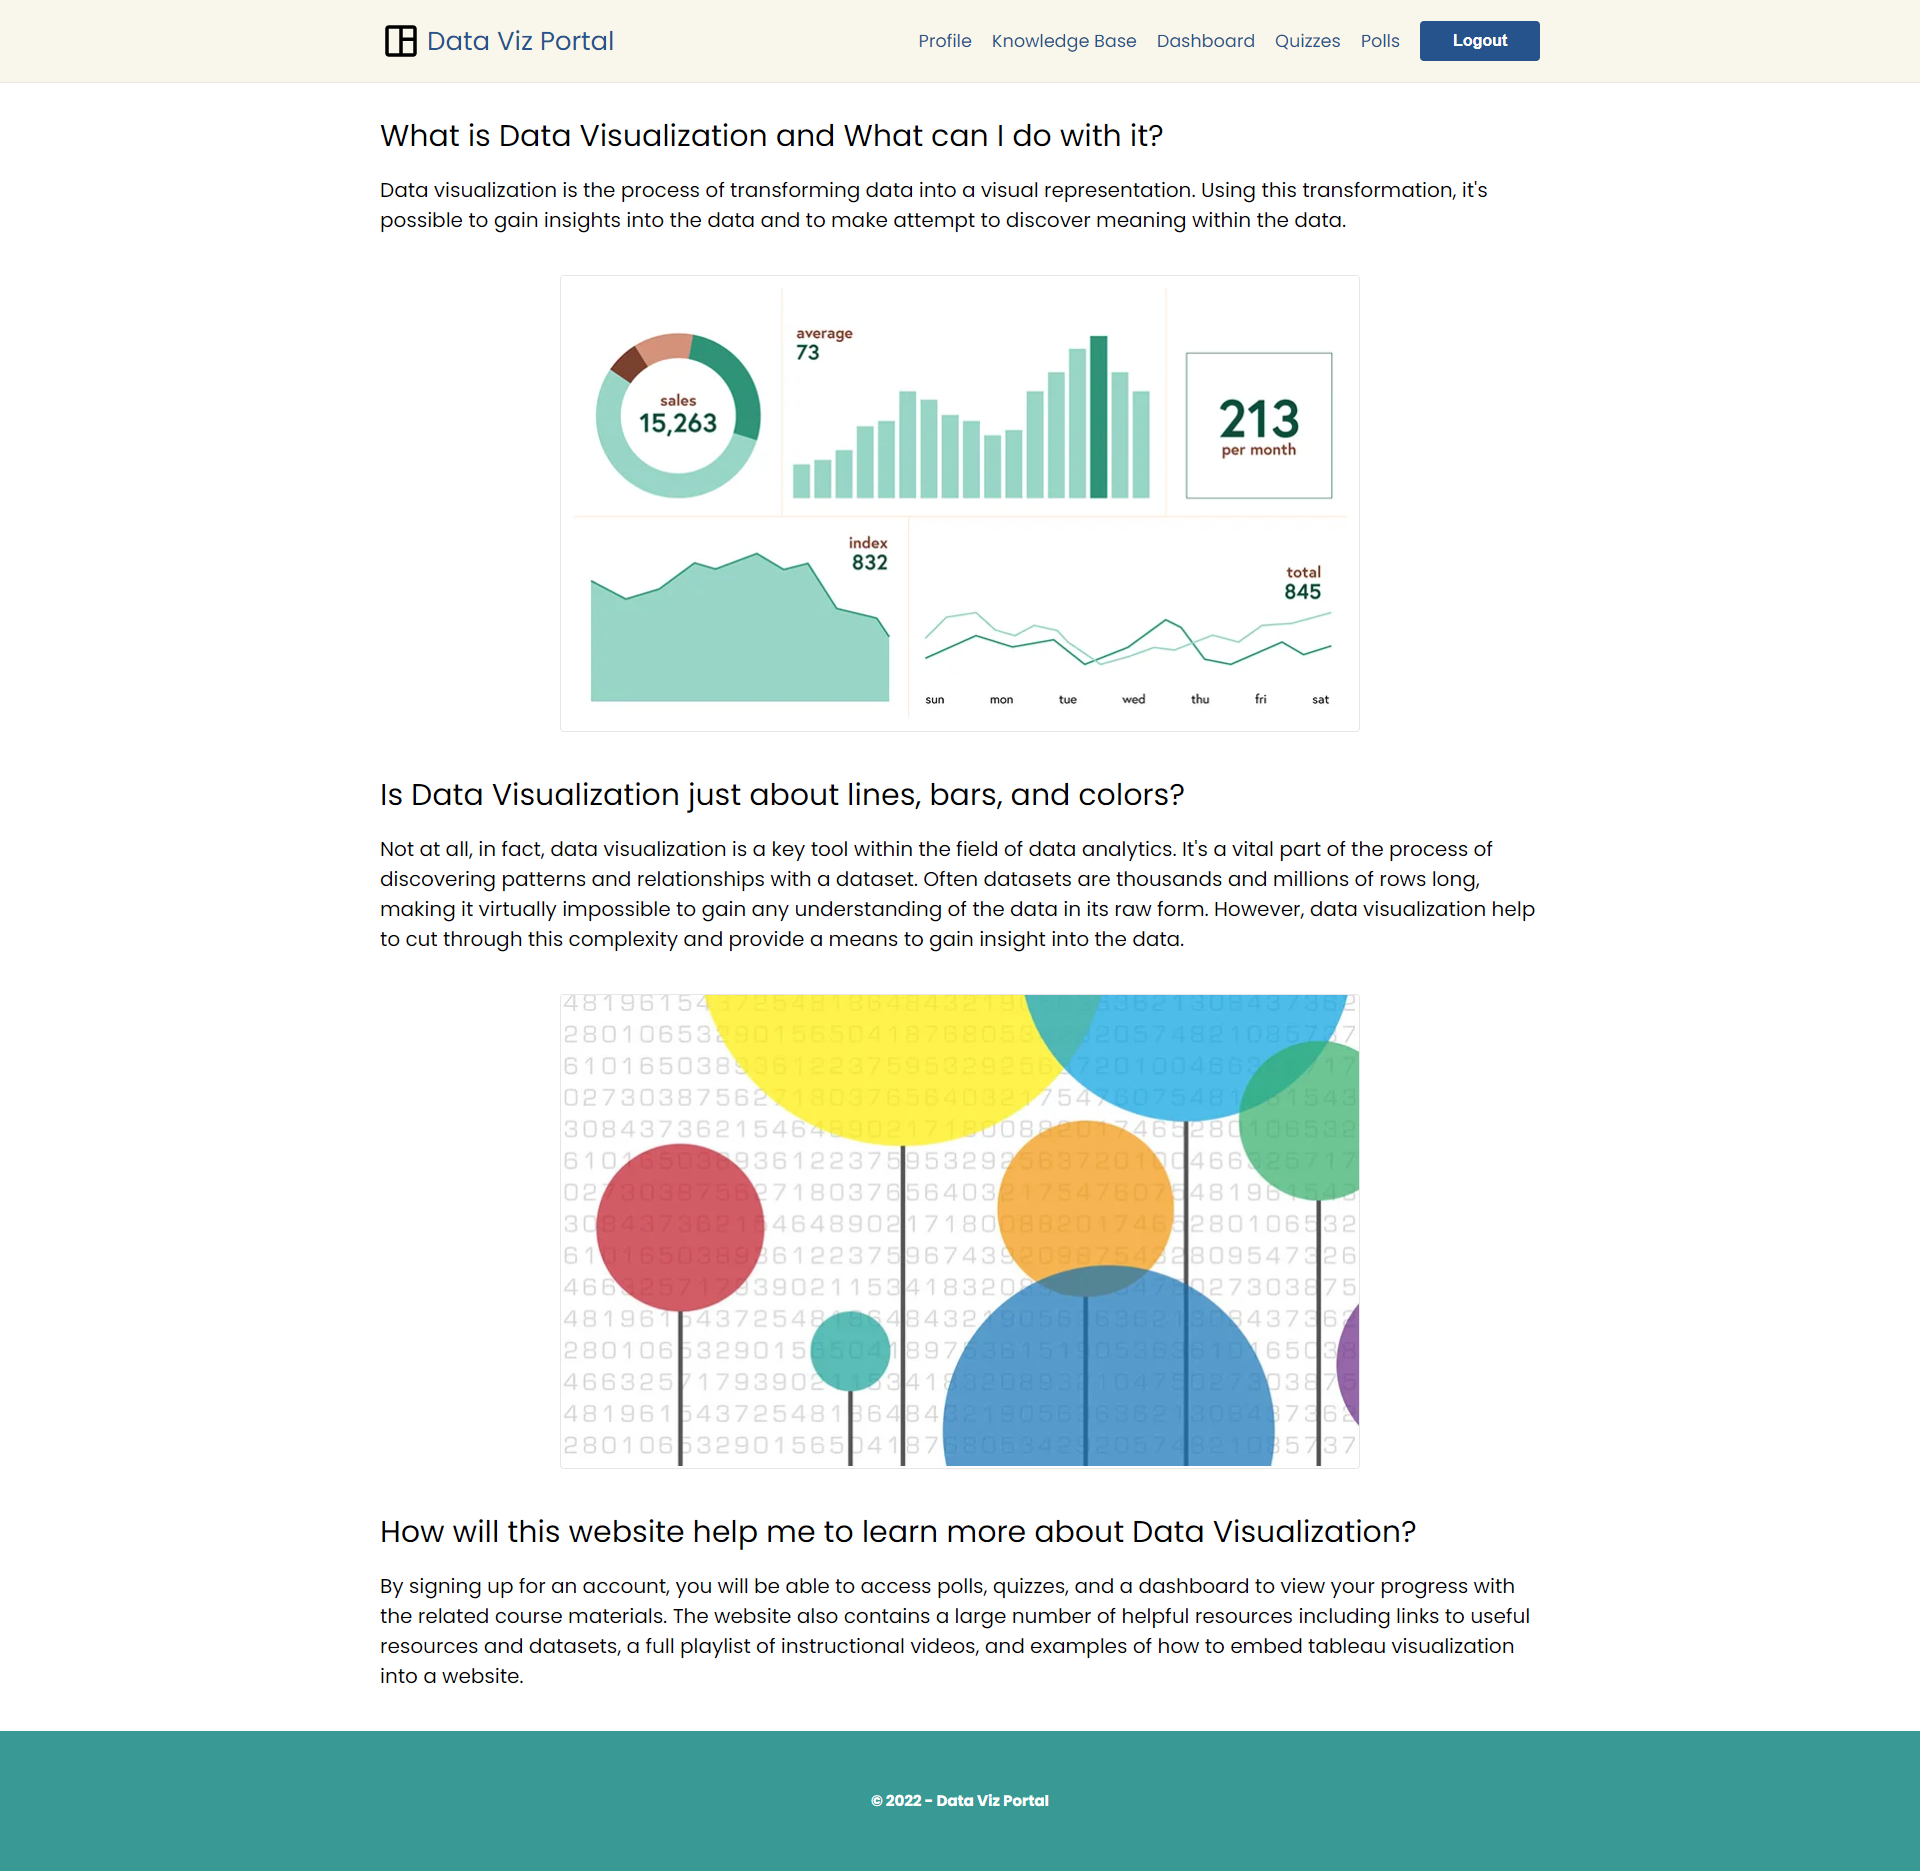 Data Viz Portal
Profile Knowledge Base Dashboard Quizzes Polls Logout
What is Data Visualization and What can I do with it?
Data visualization is the process of transforming data into a visual representation. Using this transformation, it's
possible to gain insights into the data and to make attempt to discover meaning within the data.
sales
15,263
average
73
213
per month
index
832
total
845
sun mon tue wed thu fri sat
Is Data Visualization just about lines, bars, and colors?
Not at all, in fact, data visualization is a key tool within the field of data analytics. It's a vital part of the process of
discovering patterns and relationships with a dataset. Often datasets are thousands and millions of rows long,
making it virtually impossible to gain any understanding of the data in its raw form. However, data visualization help
to cut through this complexity and provide a means to gain insight into the data.
How will this website help me to learn more about Data Visualization?
By signing up for an account, you will be able to access polls, quizzes, and a dashboard to view your progress with
the related course materials. The website also contains a large number of helpful resources including links to useful
resources and datasets, a full playlist of instructional videos, and examples of how to embed tableau visualization
into a website.
© 2022 - Data Viz Portal